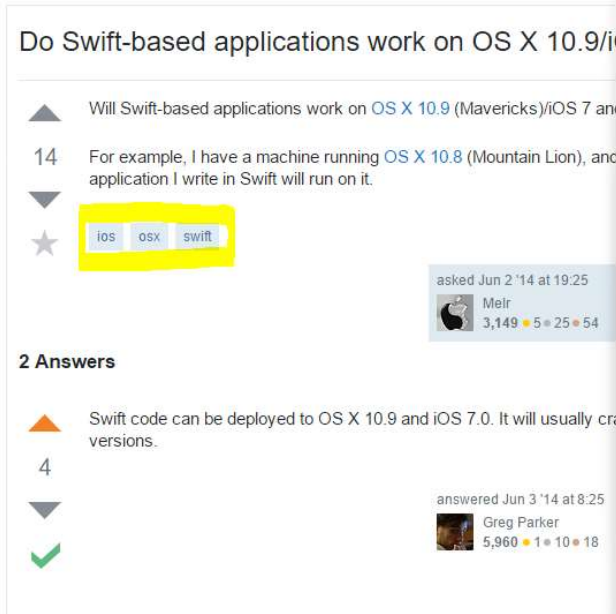 Do Swift-based applications work on OS X 10.9/i
Will Swift-based applications work on OS X 10.9 (Mavericks)/iOS 7 and
14
For example, I have a machine running OS X 10.8 (Mountain Lion), and
application I write in Swift will run on it.
ios osx swift
asked Jun 2 '14 at 19:25
Melr
3,149 5 25 54
2 Answers
Swift code can be deployed to OS X 10.9 and iOS 7.0. It will usually cra
versions.
4
answered Jun 3 '14 at 8:25
Greg Parker
5,960 1 10 18